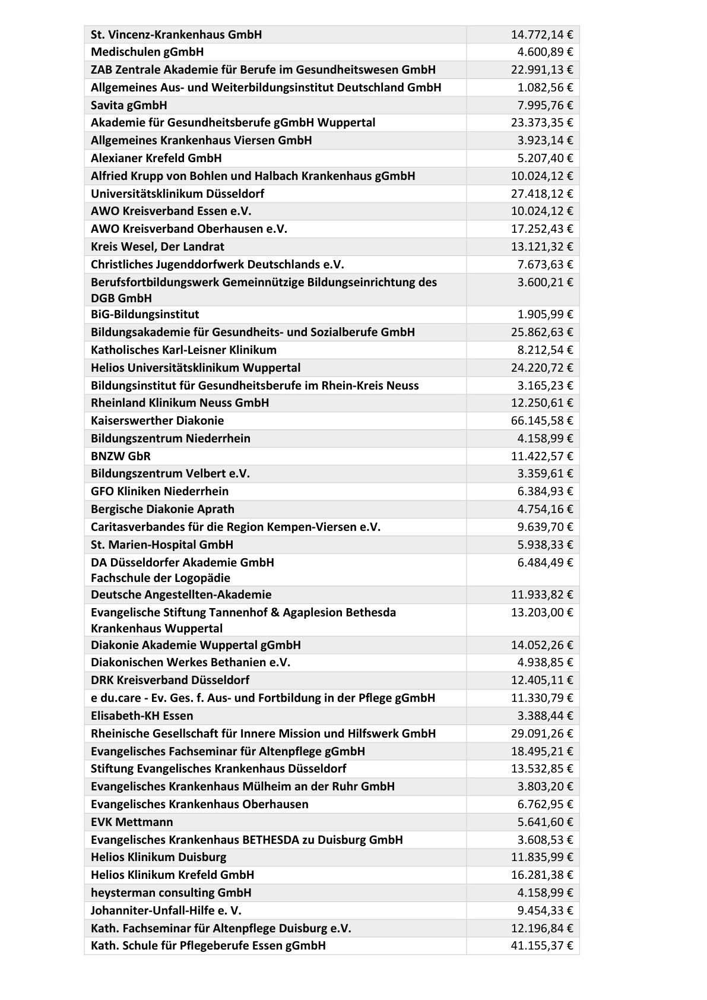 St. Vincenz-Krankenhaus GmbH 14.772,14 €
Medischulen gGmbH 4.600,89 €
ZAB Zentrale Akademie für Berufe im Gesundheitswesen GmbH 22.991,13 €
Allgemeines Aus- und Weiterbildungsinstitut Deutschland GmbH 1.082,56 €
Savita gGmbH 7.995,76 €
Akademie für Gesundheitsberufe gGmbH Wuppertal 23.373,35 €
Allgemeines Krankenhaus Viersen GmbH 3.923,14 €
Alexianer Krefeld GmbH 5.207,40 €
Alfried Krupp von Bohlen und Halbach Krankenhaus gGmbH 10.024,12 €
Universitätsklinikum Düsseldorf 27.418,12 €
AWO Kreisverband Essen e.V. 10.024,12 €
AWO Kreisverband Oberhausen e.V. 17.252,43 €
Kreis Wesel, Der Landrat 13.121,32 €
Christliches Jugenddorfwerk Deutschlands e.V. 7.673,63 €
Berufsfortbildungswerk Gemeinnützige Bildungseinrichtung des 3.600,21 €
DGB GmbH
BiG-Bildungsinstitut 1.905,99 €
Bildungsakademie für Gesundheits- und Sozialberufe GmbH 25.862,63 €
Katholisches Karl-Leisner Klinikum 8.212,54 €
Helios Universitätsklinikum Wuppertal 24.220,72 €
Bildungsinstitut für Gesundheitsberufe im Rhein-Kreis Neuss 3.165,23 €
Rheinland Klinikum Neuss GmbH 12.250,61 €
Kaiserswerther Diakonie 66.145,58 €
Bildungszentrum Niederrhein 4.158,99 €
BNZW GbR 11.422,57 €
Bildungszentrum Velbert e.V. 3.359,61 €
GFO Kliniken Niederrhein 6.384,93 €
Bergische Diakonie Aprath 4.754,16 €
Caritasverbandes für die Region Kempen-Viersen e.V. 9.639,70 €
St. Marien-Hospital GmbH 5.938,33 €
DA Düsseldorfer Akademie GmbH 6.484,49 €
Fachschule der Logopädie
Deutsche Angestellten-Akademie 11.933,82 €
Evangelische Stiftung Tannenhof & Agaplesion Bethesda 13.203,00 €
Krankenhaus Wuppertal
Diakonie Akademie Wuppertal gGmbH 14.052,26 €
Diakonischen Werkes Bethanien e.V. 4.938,85 €
DRK Kreisverband Düsseldorf 12.405,11 €
e du.care - Ev. Ges. f. Aus- und Fortbildung in der Pflege gGmbH 11.330,79 €
Elisabeth-KH Essen 3.388,44 €
Rheinische Gesellschaft für Innere Mission und Hilfswerk GmbH 29.091,26 €
Evangelisches Fachseminar für Altenpflege gGmbH 18.495,21 €
Stiftung Evangelisches Krankenhaus Düsseldorf 13.532,85 €
Evangelisches Krankenhaus Mülheim an der Ruhr GmbH 3.803,20 €
Evangelisches Krankenhaus Oberhausen 6.762,95 €
EVK Mettmann 5.641,60 €
Evangelisches Krankenhaus BETHESDA zu Duisburg GmbH 3.608,53 €
Helios Klinikum Duisburg 11.835,99 €
Helios Klinikum Krefeld GmbH 16.281,38 €
heysterman consulting GmbH 4.158,99 €
Johanniter-Unfall-Hilfe e. V. 9.454,33 €
Kath. Fachseminar für Altenpflege Duisburg e.V. 12.196,84 €
Kath. Schule für Pflegeberufe Essen gGmbH 41.155,37 €